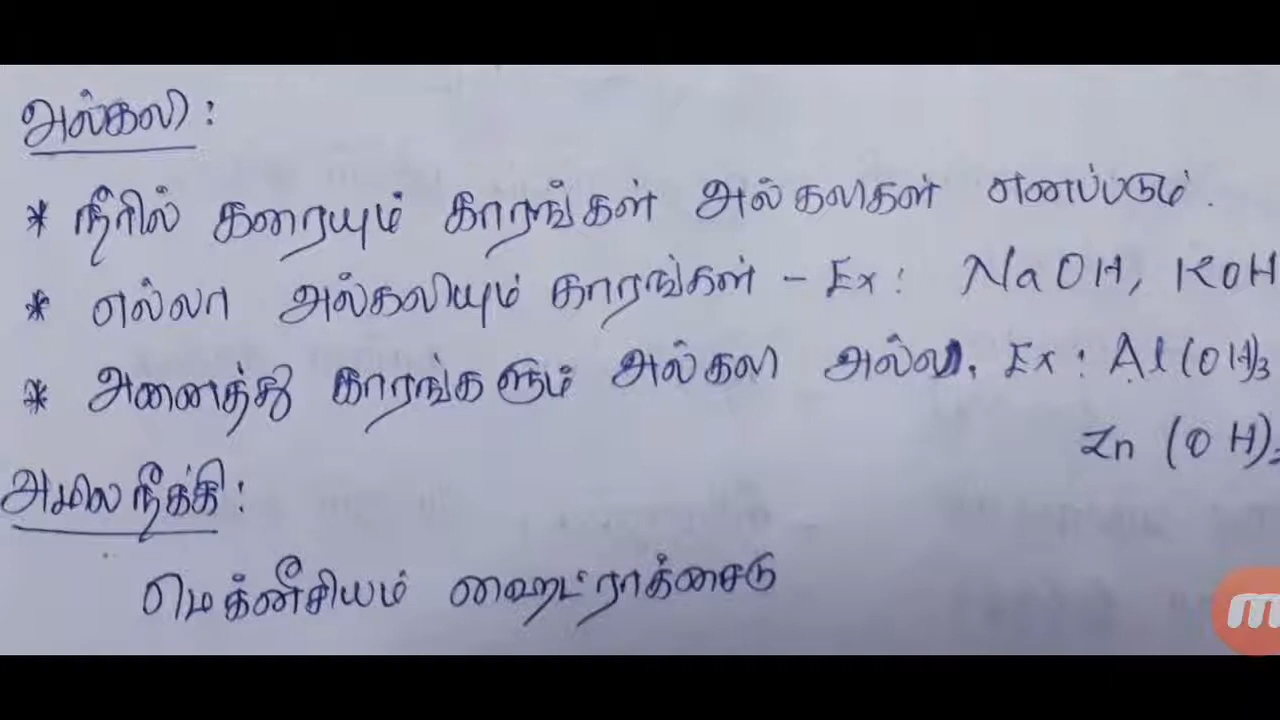 அல்கலி :
* நீரில் கரையும் காரங்கள் அல்கலிகள் எனப்படும்.
* எல்லா அல்கலியும் காரங்கள் - Ex : NaOH, KOH
* அனைத்து காரங்களும் அல்கலி அல்ல. Ex : Al(OH)3
Zn (OH)2
அமில நீக்கி :
மெக்னீசியம் ஹைட்ராக்சைடு